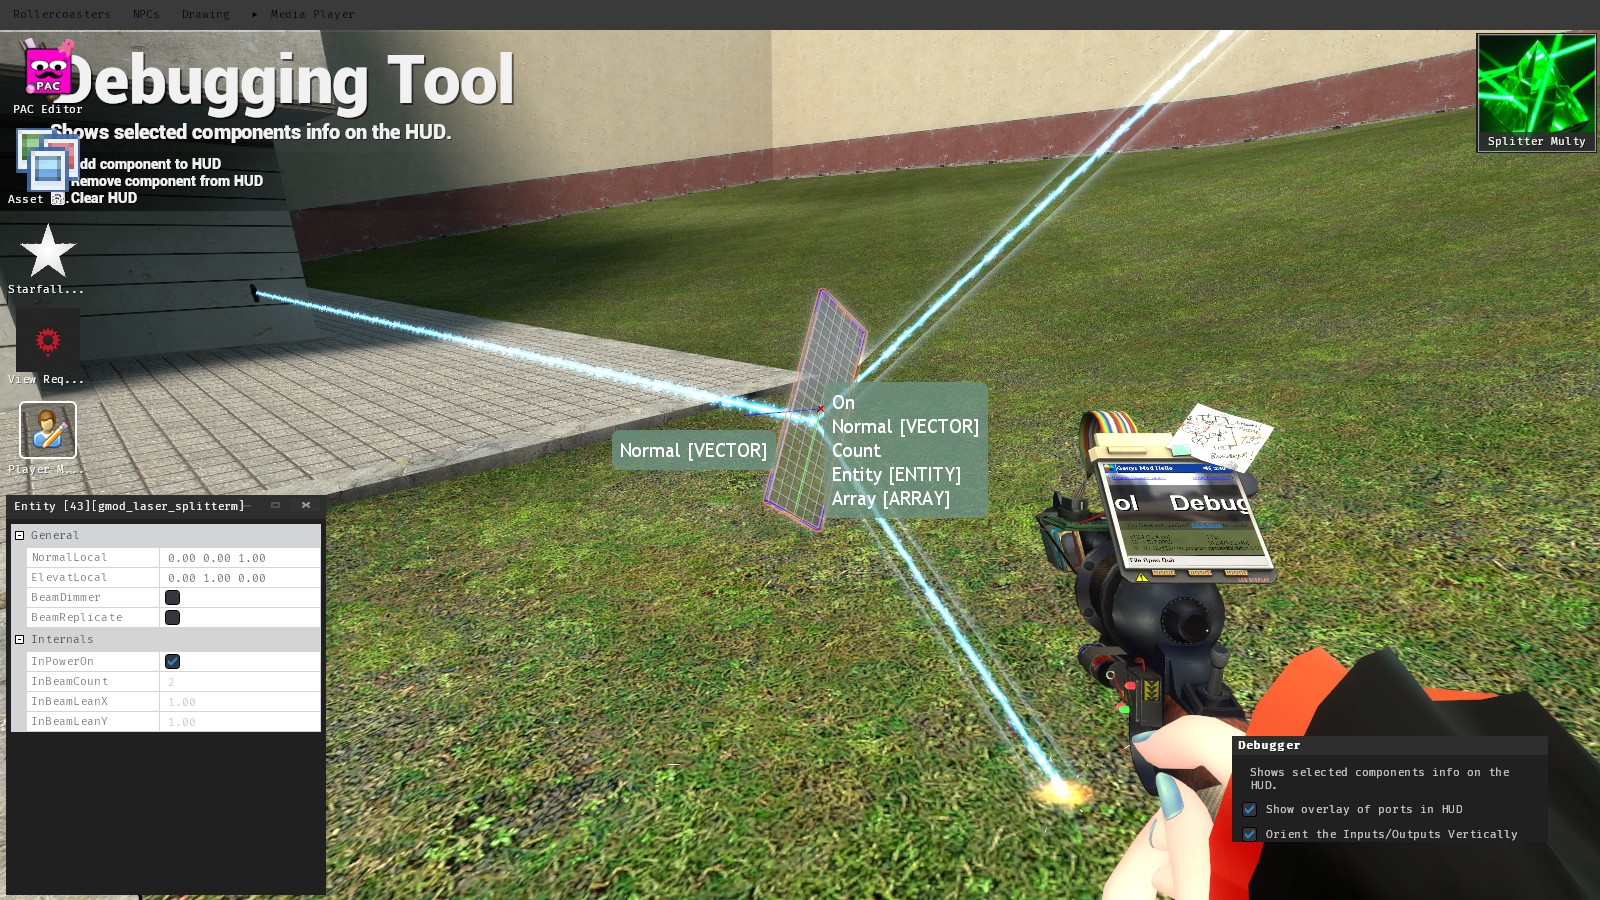 Rollercoasters NPCs Drawing ▸ Media Player
Debugging Tool
Shows selected components info on the HUD.
dd component to HUD
Remove component from HUD
Clear HUD
PAC
PAC Editor
Asset
Starfall...
View Req...
Player M...
Splitter Multy
On
Normal [VECTOR]
Count
Entity [ENTITY]
Array [ARRAY]
Normal [VECTOR]
Entity [43][gmod_laser_splitterm]
General
NormalLocal 0.00 0.00 1.00
ElevatLocal 0.00 1.00 0.00
BeamDimmer
BeamReplicate
Internals
InPowerOn
InBeamCount 2
InBeamLeanX 1.00
InBeamLeanY 1.00
ol Debug
File Open Quit
Debugger
Shows selected components info on the
HUD.
Show overlay of ports in HUD
Orient the Inputs/Outputs Vertically